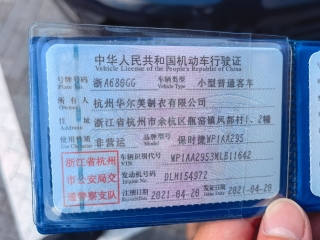 中华人民共和国机动车行驶证
Vehicle License of the People's Republic of China
号牌号码 浙A680GG 车辆类型 小型普通客车
Plate No. Vehicle Type
所有人 杭州华尔美制衣有限公司
Owner
住址 浙江省杭州市余杭区瓶窑镇凤都村1、2幢
Address
使用性质 非营运 品牌型号 保时捷WP1AA295
Use Character Model
浙江省杭州 车辆识别代号 WP1AA2953MLB11642
VIN
市公安局交 发动机号码 DLM154972
Engine No.
通警察支队 注册日期 2021-04-28 发证日期 2021-04-28
Register Date Issue Date